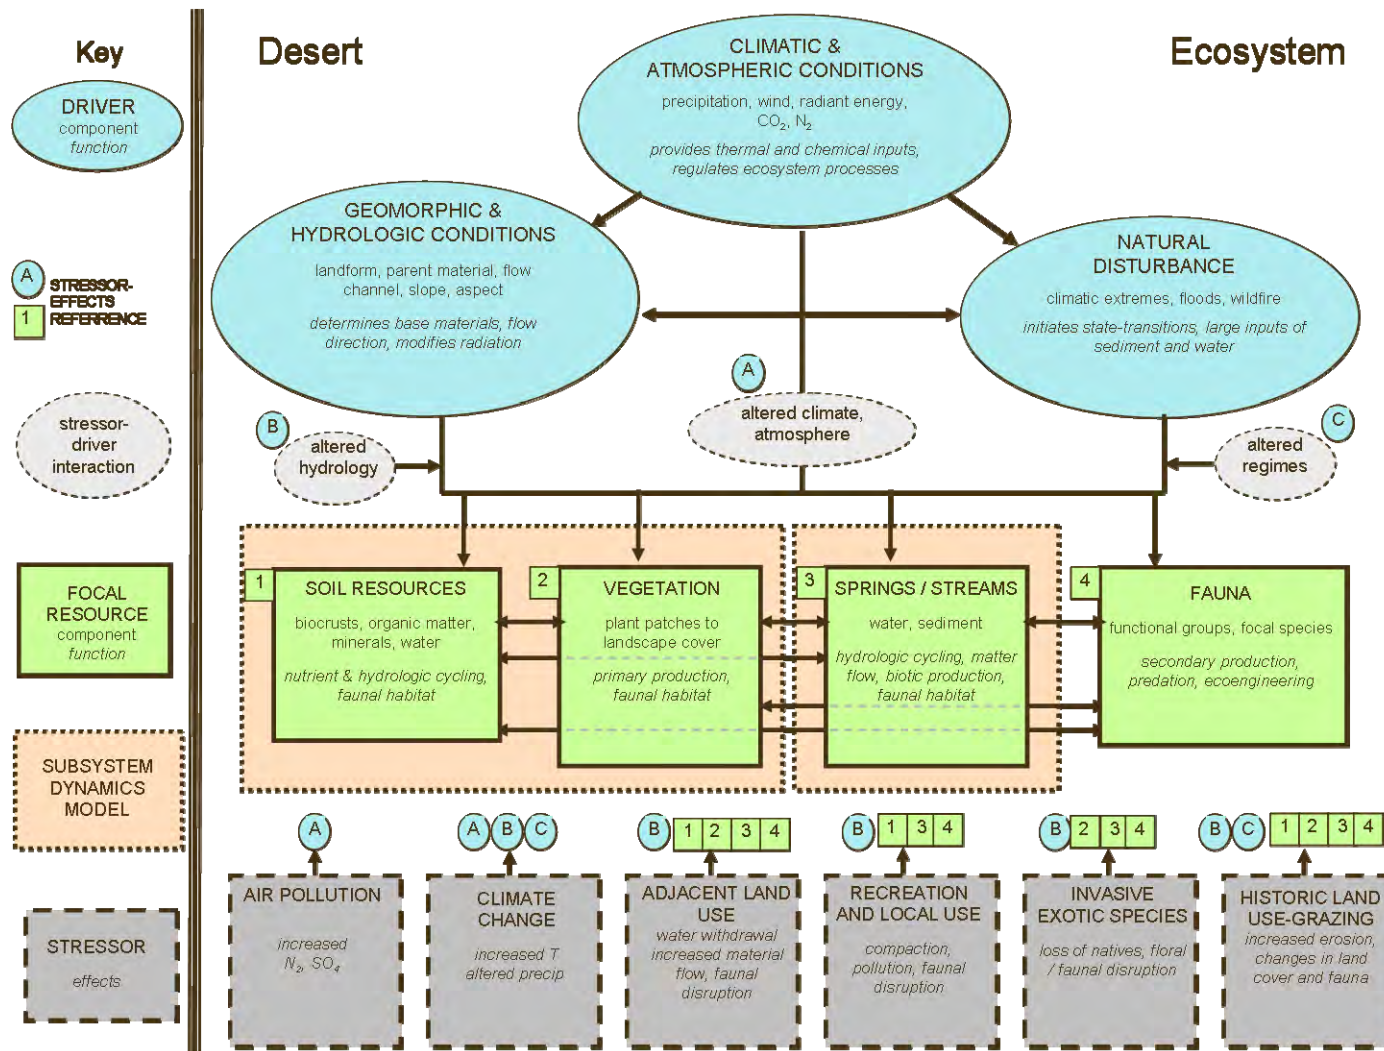 Key
DRIVER
component
function
A
STRESSOR-
EFFECTS
1
REFERRENCE
stressor-
driver
interaction
FOCAL
RESOURCE
component
function
SUBSYSTEM
DYNAMICS
MODEL
STRESSOR
effects
Desert
Ecosystem
CLIMATIC &
ATMOSPHERIC CONDITIONS
precipitation, wind, radiant energy,
CO₂, N₂
provides thermal and chemical inputs,
regulates ecosystem processes
GEOMORPHIC &
HYDROLOGIC CONDITIONS
landform, parent material, flow
channel, slope, aspect
determines base materials, flow
direction, modifies radiation
NATURAL
DISTURBANCE
climatic extremes, floods, wildfire
initiates state-transitions, large inputs of
sediment and water
A
altered climate,
atmosphere
B
altered
hydrology
C
altered
regimes
1
SOIL RESOURCES
biocrusts, organic matter,
minerals, water
nutrient & hydrologic cycling,
faunal habitat
2
VEGETATION
plant patches to
landscape cover
primary production,
faunal habitat
3
SPRINGS / STREAMS
water, sediment
hydrologic cycling, matter
flow, biotic production,
faunal habitat
4
FAUNA
functional groups, focal species
secondary production,
predation, ecoengineering
A
AIR POLLUTION
increased
N₂, SO₄
A B C
CLIMATE
CHANGE
increased T
altered precip
B 1 2 3 4
ADJACENT LAND
USE
water withdrawal
increased material
flow, faunal
disruption
B 1 3 4
RECREATION
AND LOCAL USE
compaction,
pollution, faunal
disruption
B 2 3 4
INVASIVE
EXOTIC SPECIES
loss of natives, floral
/ faunal disruption
B C 1 2 3 4
HISTORIC LAND
USE-GRAZING
increased erosion,
changes in land
cover and fauna